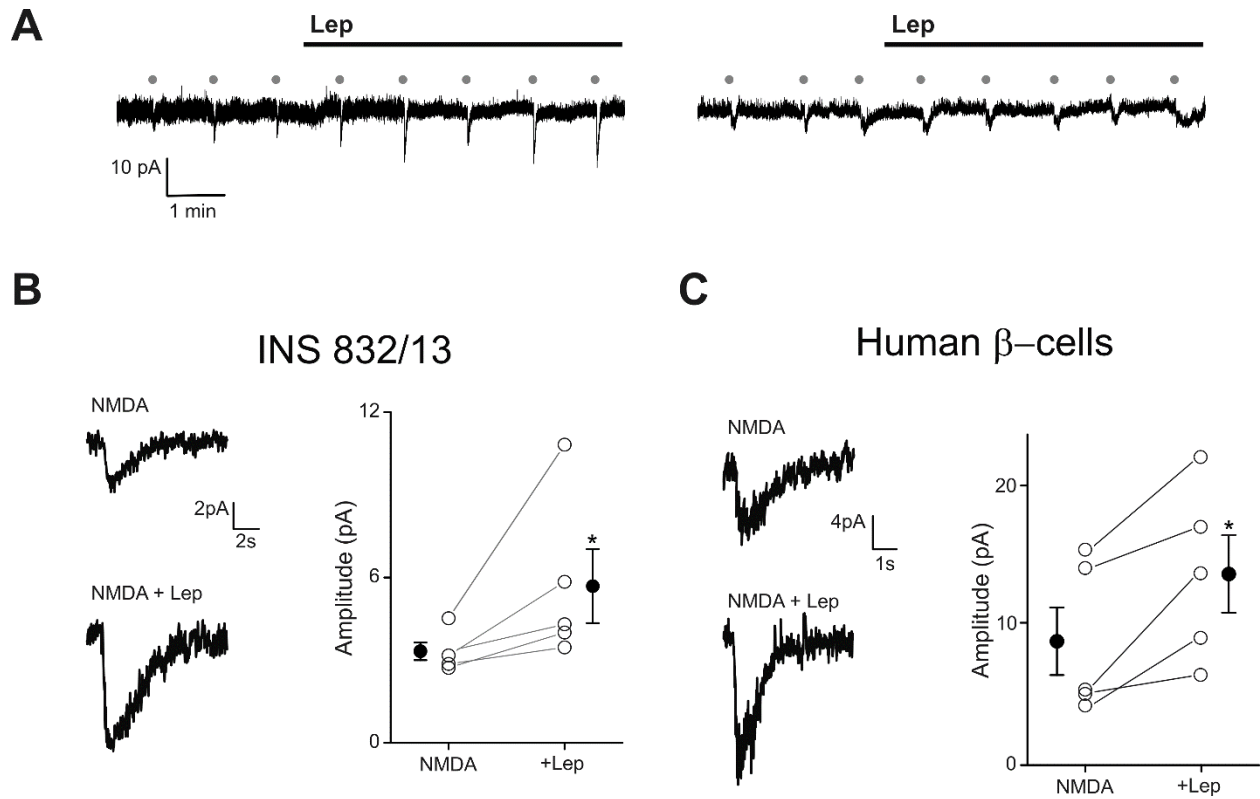 A
Lep
Lep
10 pA
1 min
B
C
INS 832/13
Human β–cells
NMDA
2pA
2s
NMDA + Lep
12
6
0
Amplitude (pA)
*
NMDA
+Lep
NMDA
4pA
1s
NMDA + Lep
20
10
0
Amplitude (pA)
*
NMDA
+Lep